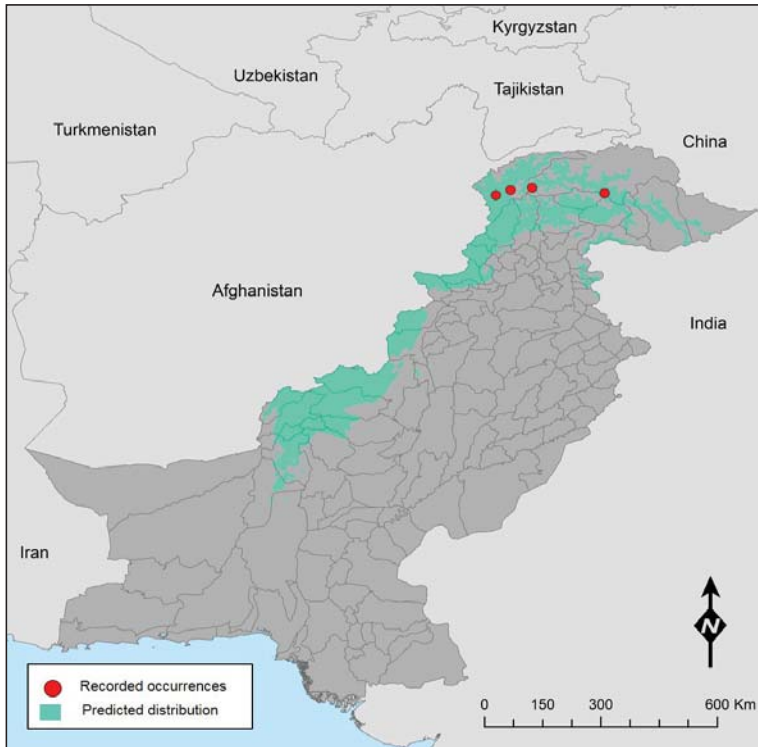 Kyrgyzstan
Uzbekistan
Tajikistan
Turkmenistan
China
Afghanistan
India
Iran
N
Recorded occurrences
Predicted distribution
0 150 300 600 Km